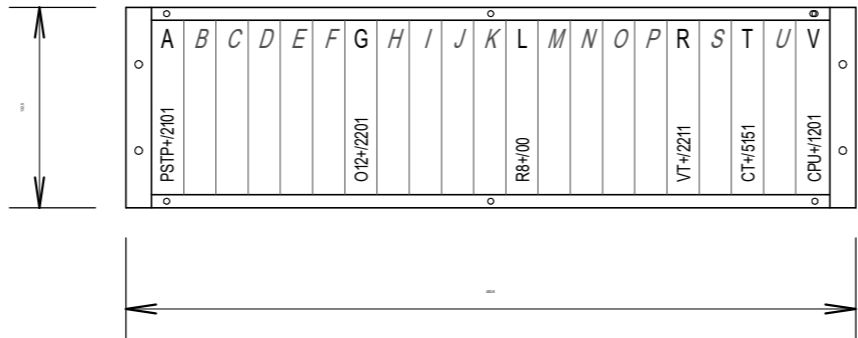 A B C D E F G H I J K L M N O P R S T U V
PSTP+/2101
O12+/2201
R8+/00
VT+/2211
CT+/5151
CPU+/1201